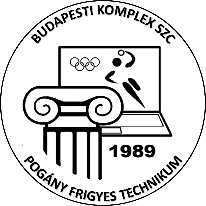 BUDAPESTI KOMPLEX SZC
1989
POGÁNY FRIGYES TECHNIKUM